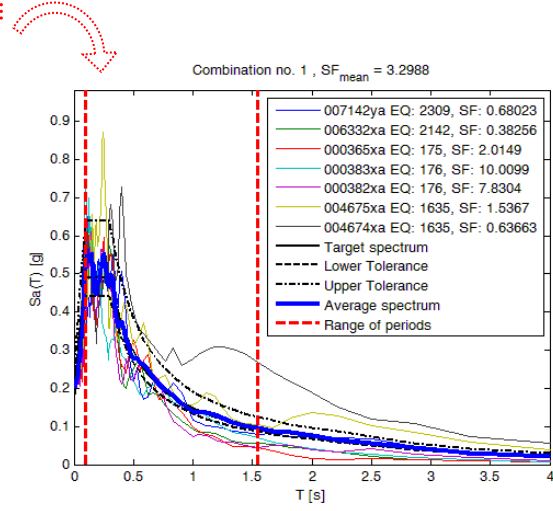 Combination no. 1 , SFmean = 3.2988
007142ya EQ: 2309, SF: 0.68023
006332xa EQ: 2142, SF: 0.38256
000365xa EQ: 175, SF: 2.0149
000383xa EQ: 176, SF: 10.0099
000382xa EQ: 176, SF: 7.8304
004675xa EQ: 1635, SF: 1.5367
004674xa EQ: 1635, SF: 0.63663
Target spectrum
Lower Tolerance
Upper Tolerance
Average spectrum
Range of periods
Sa(T) [g]
0.9
0.8
0.7
0.6
0.5
0.4
0.3
0.2
0.1
0
0 0.5 1 1.5 2 2.5 3 3.5 4
T [s]